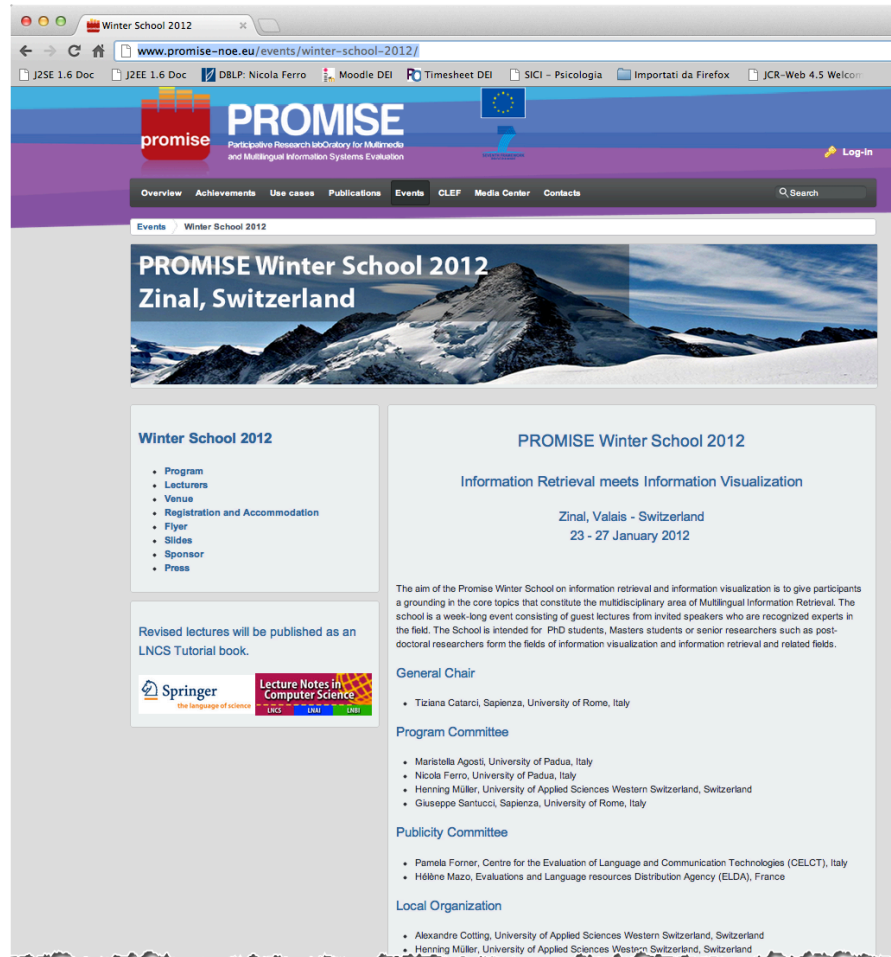 Winter School 2012
www.promise-noe.eu/events/winter-school-2012/
J2SE 1.6 Doc J2EE 1.6 Doc DBLP: Nicola Ferro Moodle DEI Timesheet DEI SICI - Psicologia Importati da Firefox JCR-Web 4.5 Welcom
promise
PROMISE
Participative Research labOratory for Multimedia
and Multilingual Information Systems Evaluation
Log-in
Overview Achievements Use cases Publications Events CLEF Media Center Contacts Search
Events Winter School 2012
PROMISE Winter School 2012
Zinal, Switzerland
Winter School 2012
• Program
• Lecturers
• Venue
• Registration and Accommodation
• Flyer
• Slides
• Sponsor
• Press
Revised lectures will be published as an
LNCS Tutorial book.
Springer
the language of science
Lecture Notes in
Computer Science
LNCS LNAI LNBI
PROMISE Winter School 2012
Information Retrieval meets Information Visualization
Zinal, Valais - Switzerland
23 - 27 January 2012
The aim of the Promise Winter School on information retrieval and information visualization is to give participants
a grounding in the core topics that constitute the multidisciplinary area of Multilingual Information Retrieval. The
school is a week-long event consisting of guest lectures from invited speakers who are recognized experts in
the field. The School is intended for PhD students, Masters students or senior researchers such as post-
doctoral researchers form the fields of information visualization and information retrieval and related fields.
General Chair
• Tiziana Catarci, Sapienza, University of Rome, Italy
Program Committee
• Maristella Agosti, University of Padua, Italy
• Nicola Ferro, University of Padua, Italy
• Henning Müller, University of Applied Sciences Western Switzerland, Switzerland
• Giuseppe Santucci, Sapienza, University of Rome, Italy
Publicity Committee
• Pamela Forner, Centre for the Evaluation of Language and Communication Technologies (CELCT), Italy
• Hélène Mazo, Evaluations and Language resources Distribution Agency (ELDA), France
Local Organization
• Alexandre Cotting, University of Applied Sciences Western Switzerland, Switzerland
• Henning Müller, University of Applied Sciences Western Switzerland, Switzerland